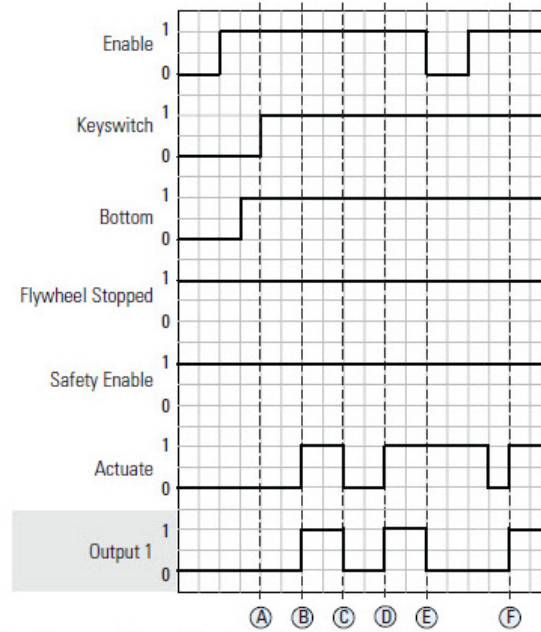 Enable 1
0
Keyswitch 1
0
Bottom 1
0
Flywheel Stopped 1
0
Safety Enable 1
0
Actuate 1
0
Output 1 1
0
Ⓐ Ⓑ Ⓒ Ⓓ Ⓔ Ⓕ